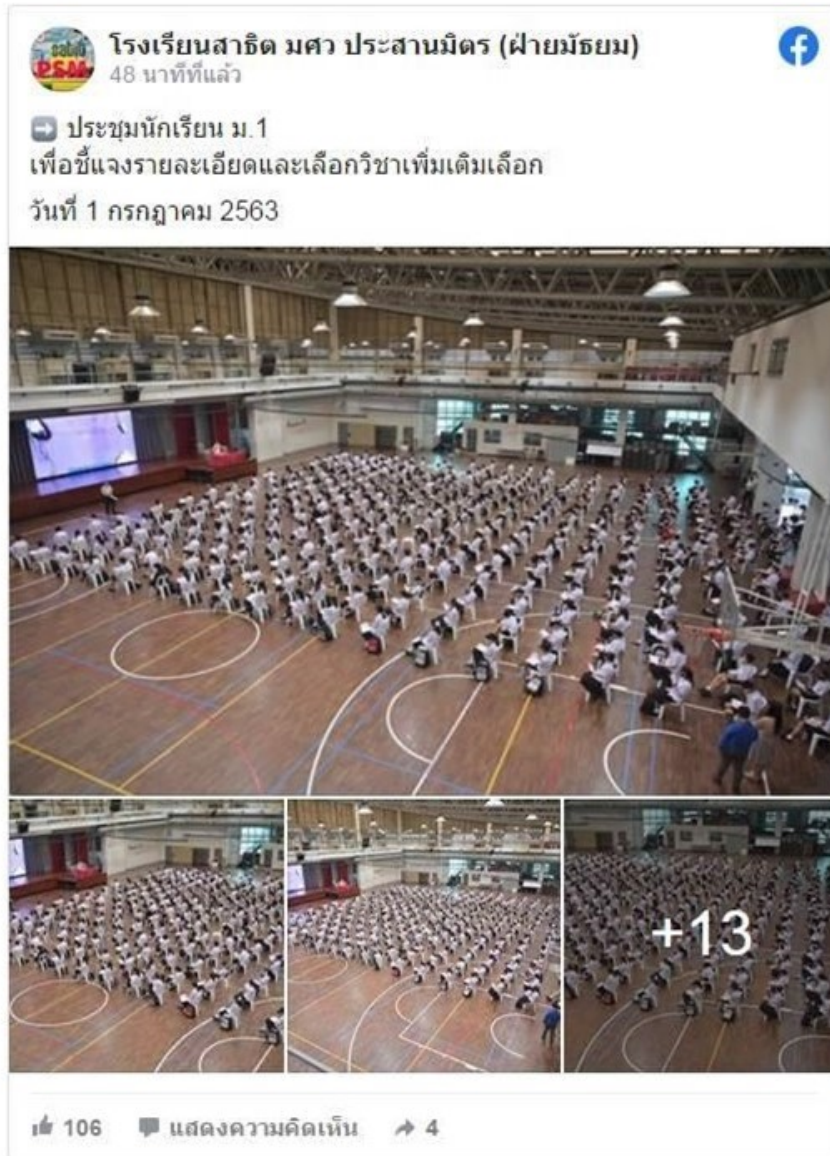 satit
PSM
โรงเรียนสาธิต มศว ประสานมิตร (ฝ่ายมัธยม)
48 นาทีที่แล้ว
ประชุมนักเรียน ม.1
เพื่อชี้แจงรายละเอียดและเลือกวิชาเพิ่มเติมเลือก
วันที่ 1 กรกฎาคม 2563
+13
106 แสดงความคิดเห็น 4